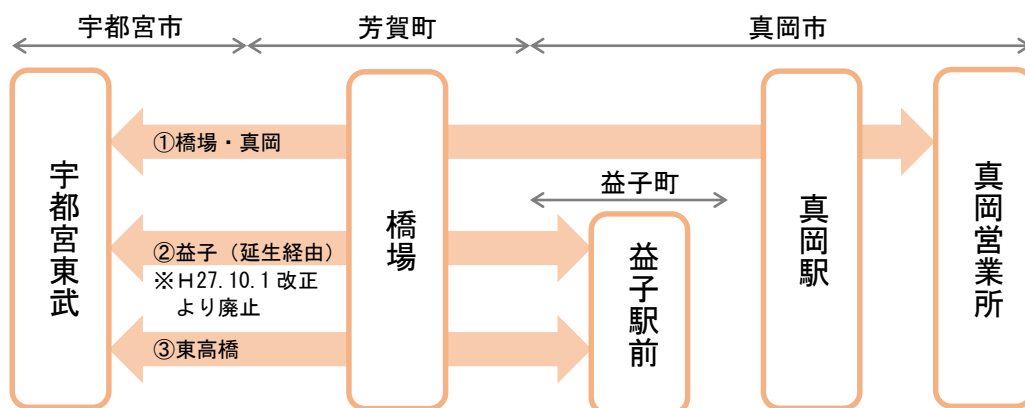 宇都宮市
芳賀町
真岡市
①橋場・真岡
益子町
宇都宮東武
橋場
真岡駅
真岡営業所
②益子（延生経由）
※H27.10.1改正
より廃止
益子駅前
③東高橋